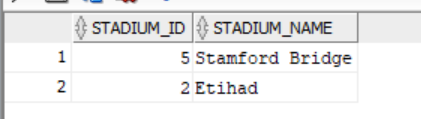 STADIUM_ID STADIUM_NAME
1 5 Stamford Bridge
2 2 Etihad